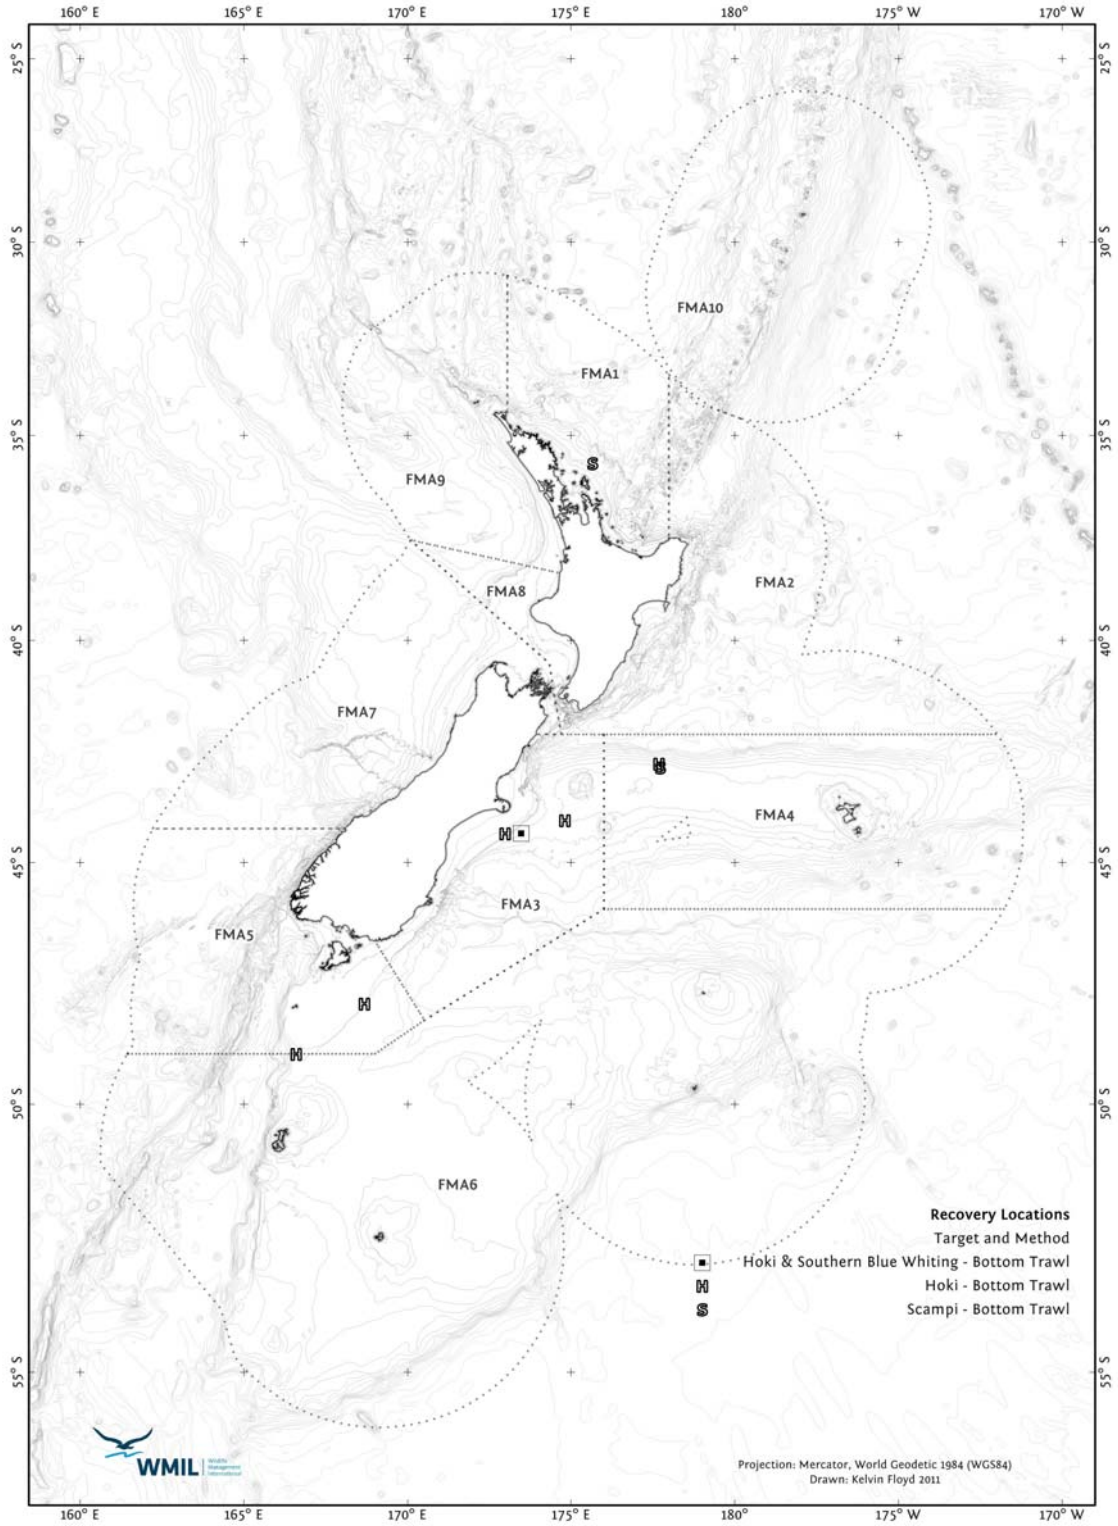 160° E 165° E 170° E 175° E 180° 175° W 170° W
25° S 25° S
30° S 30° S
FMA10
FMA1
35° S 35° S
FMA9
FMA2
FMA8
40° S 40° S
FMA7
H
S
FMA4
H
H
45° S 45° S
FMA3
FMA5
H
H
50° S 50° S
FMA6
Recovery Locations
Target and Method
Hoki & Southern Blue Whiting - Bottom Trawl
H Hoki - Bottom Trawl
S Scampi - Bottom Trawl
55° S 55° S
WMIL
Wildlife
Management
International
Projection: Mercator, World Geodetic 1984 (WGS84)
Drawn: Kelvin Floyd 2011
160° E 165° E 170° E 175° E 180° 175° W 170° W